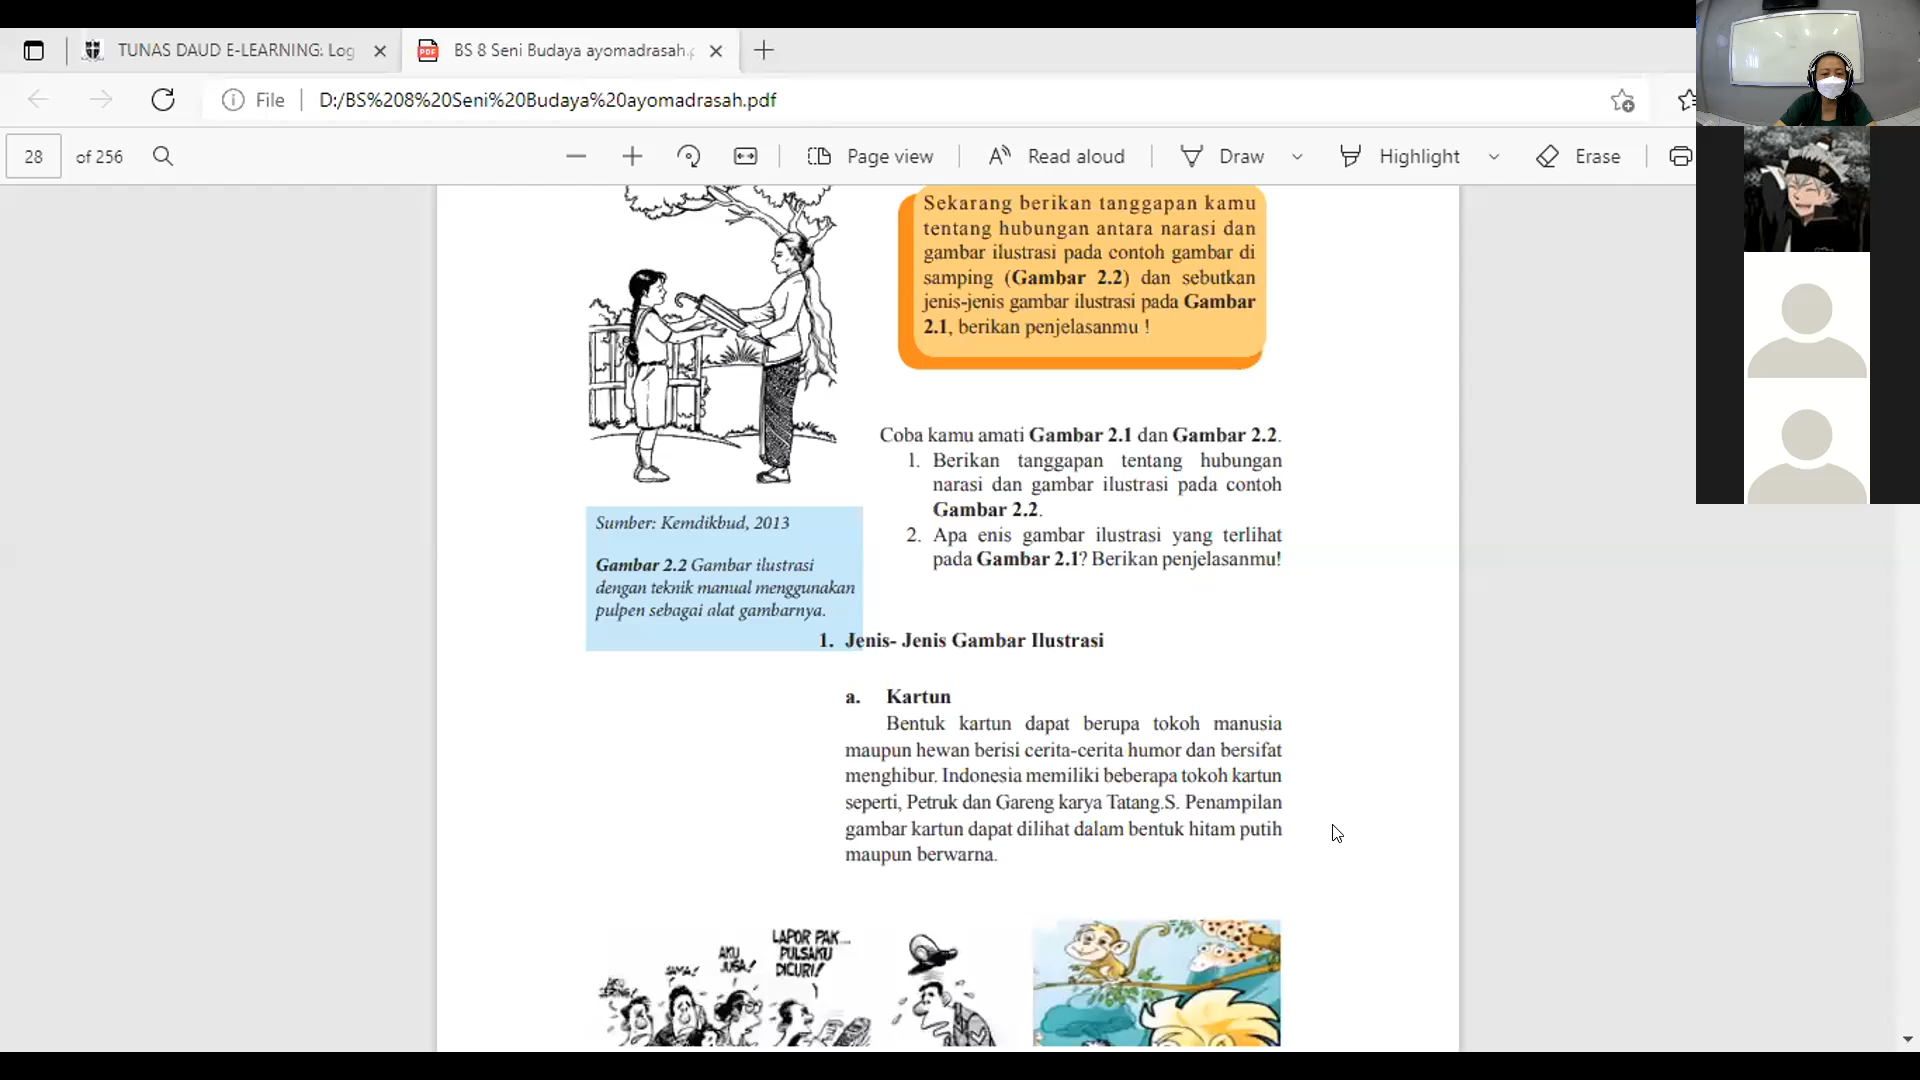 TUNAS DAUD E-LEARNING: Log
BS 8 Seni Budaya ayomadrasah.p
File
D:/BS%208%20Seni%20Budaya%20ayomadrasah.pdf
28 of 256
Page view
Read aloud
Draw
Highlight
Erase
Sekarang berikan tanggapan kamu
tentang hubungan antara narasi dan
gambar ilustrasi pada contoh gambar di
samping (Gambar 2.2) dan sebutkan
jenis-jenis gambar ilustrasi pada Gambar
2.1, berikan penjelasanmu !
Coba kamu amati Gambar 2.1 dan Gambar 2.2.
1. Berikan tanggapan tentang hubungan
narasi dan gambar ilustrasi pada contoh
Gambar 2.2.
2. Apa enis gambar ilustrasi yang terlihat
pada Gambar 2.1? Berikan penjelasanmu!
Sumber: Kemdikbud, 2013
Gambar 2.2 Gambar ilustrasi
dengan teknik manual menggunakan
pulpen sebagai alat gambarnya.
1. Jenis- Jenis Gambar Ilustrasi
a. Kartun
Bentuk kartun dapat berupa tokoh manusia
maupun hewan berisi cerita-cerita humor dan bersifat
menghibur. Indonesia memiliki beberapa tokoh kartun
seperti, Petruk dan Gareng karya Tatang.S. Penampilan
gambar kartun dapat dilihat dalam bentuk hitam putih
maupun berwarna.
SAMA!
AKU
JUGA!
LAPOR PAK...
PULSAKU
DICURI!